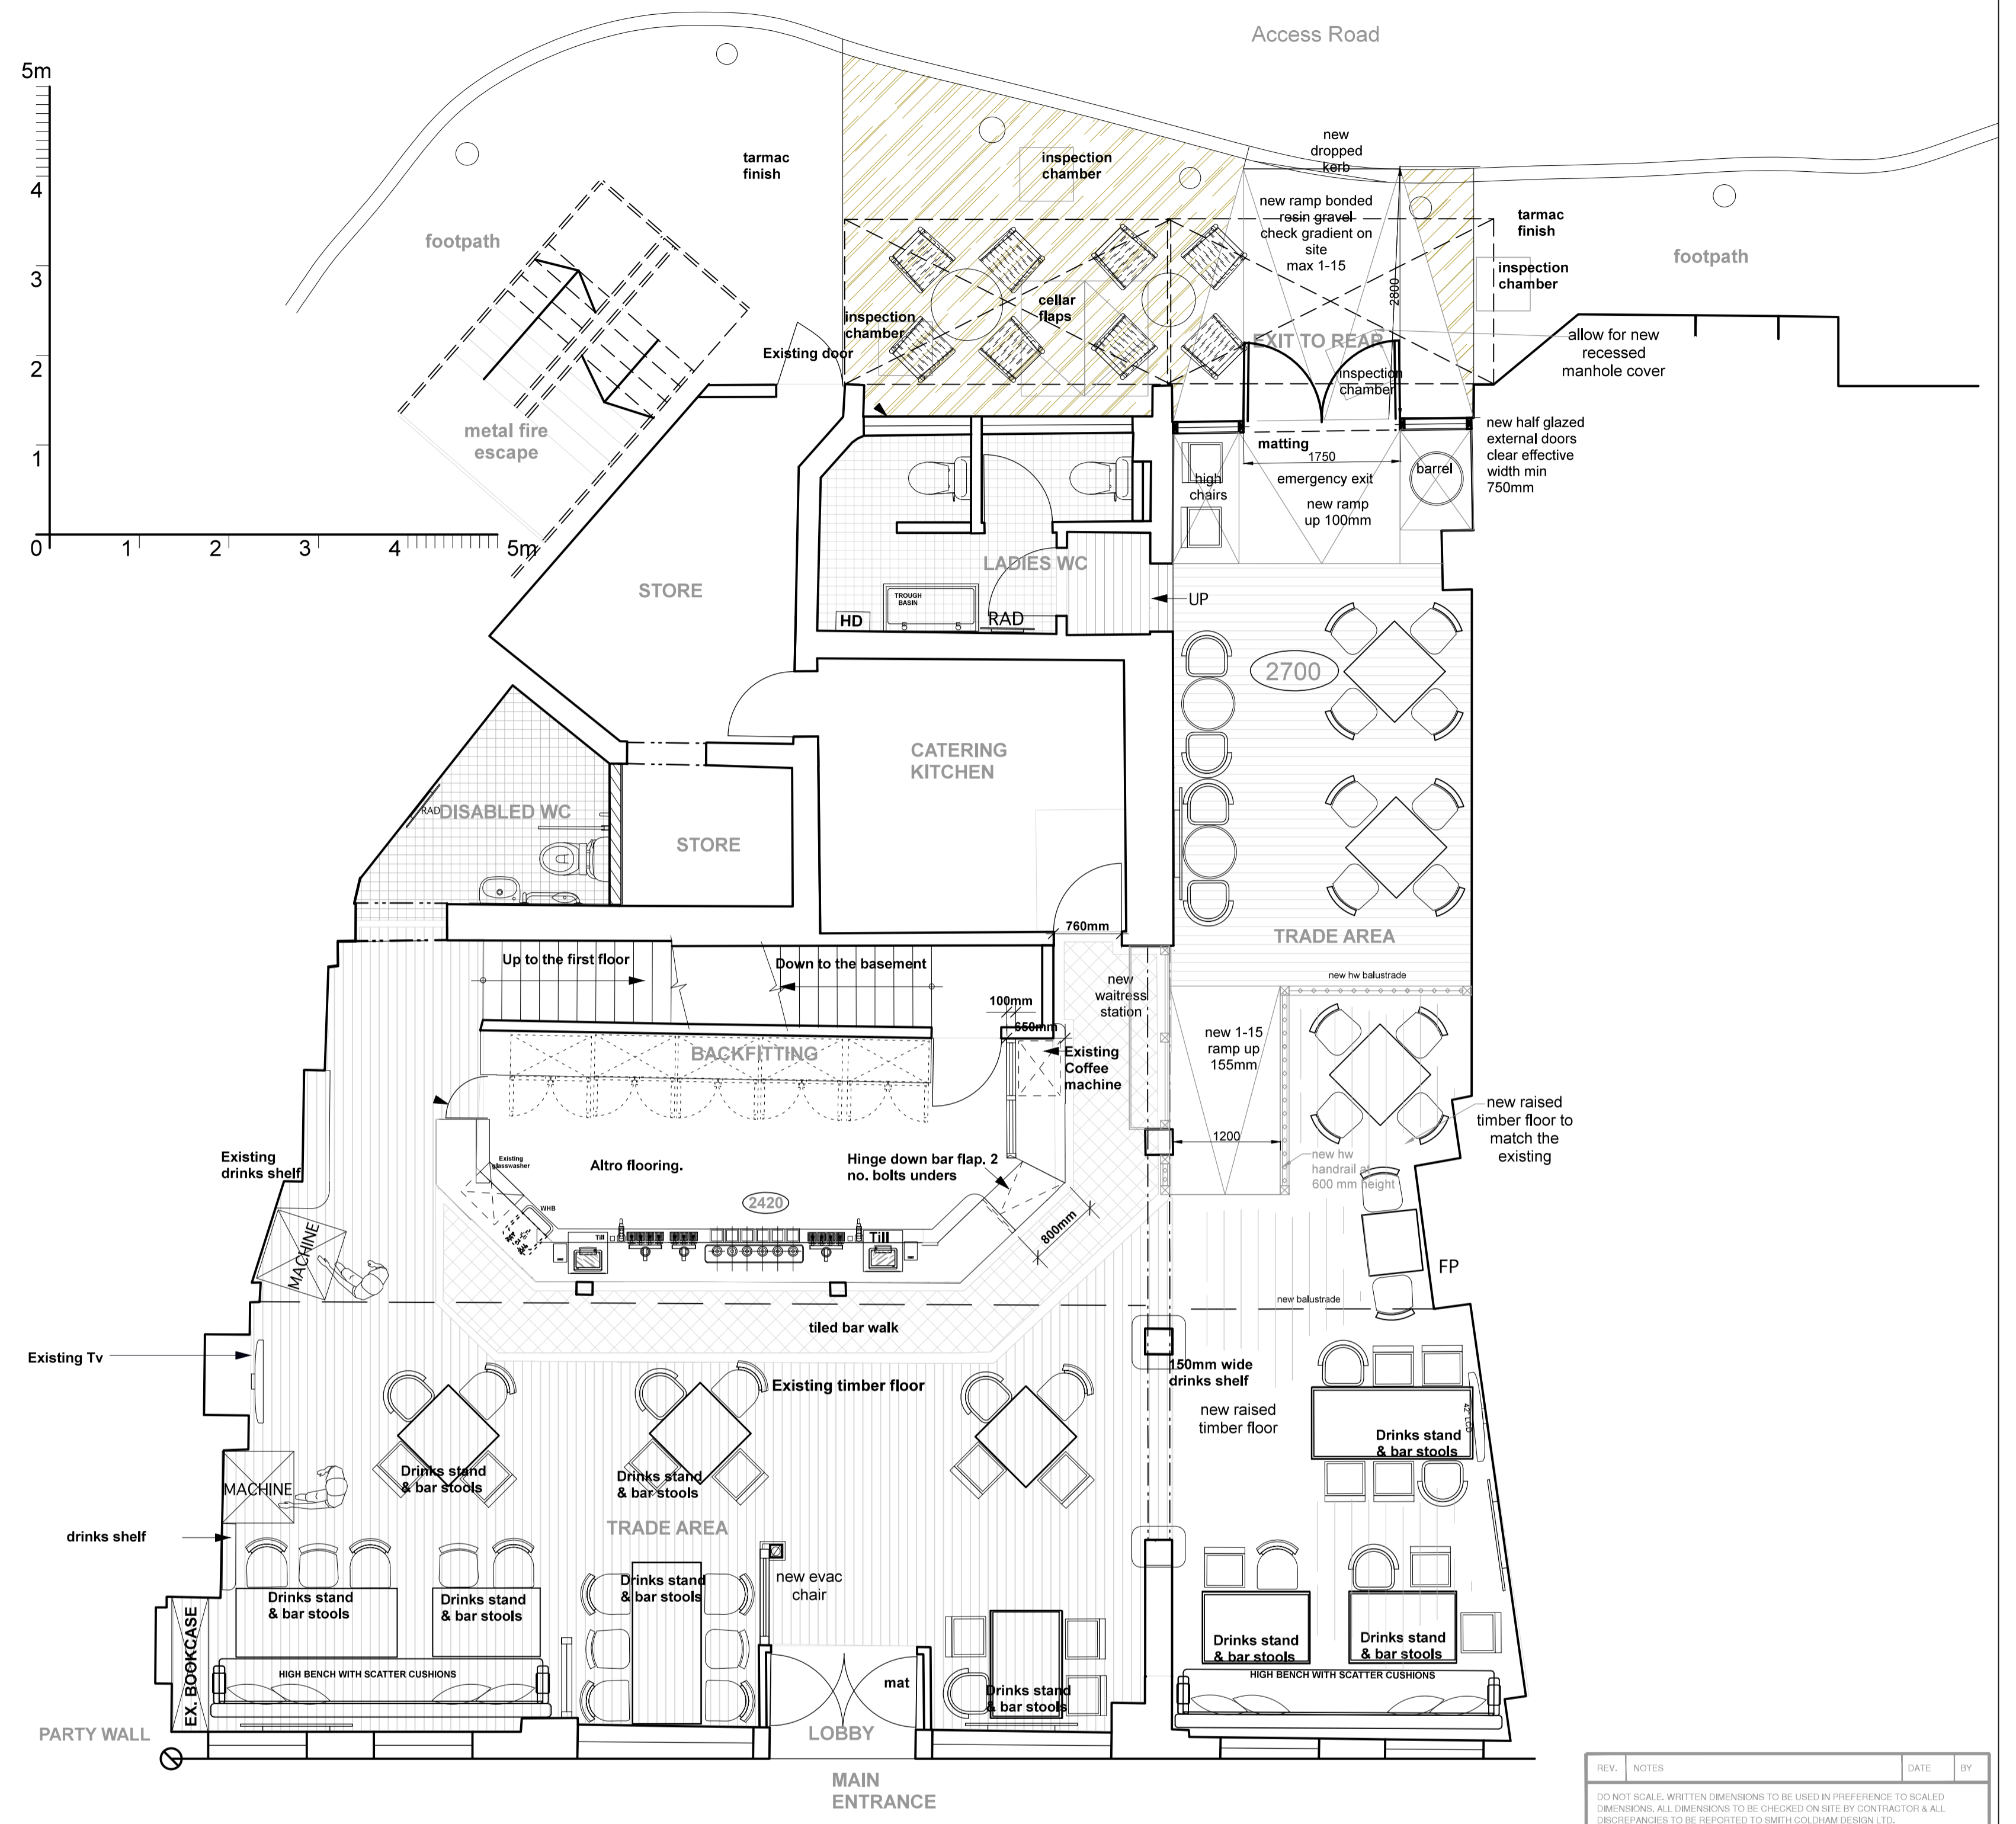 Access Road
5m
4
3
2
1
0
1
2
3
4
5m
tarmac
finish
inspection
chamber
new
dropped
kerb
new ramp bonded
resin gravel
check gradient on
site
max 1-15
tarmac
finish
footpath
footpath
inspection
chamber
2800
cellar
flaps
inspection
chamber
Existing door
EXIT TO REAR
inspection
chamber
allow for new
recessed
manhole cover
metal fire
escape
matting
1750
high
chairs
emergency exit
new ramp
up 100mm
barrel
new half glazed
external doors
clear effective
width min
750mm
STORE
LADIES WC
TROUGH
BASIN
HD
RAD
UP
2700
CATERING
KITCHEN
RAD
DISABLED WC
STORE
TRADE AREA
760mm
Up to the first floor
Down to the basement
new
waitress
station
new hw balustrade
100mm
650mm
new 1-15
ramp up
155mm
BACKFITTING
Existing
Coffee
machine
new raised
timber floor to
match the
existing
1200
new hw
handrail at
600 mm height
Existing
drinks shelf
Existing
glasswasher
Altro flooring.
Hinge down bar flap. 2
no. bolts unders
2420
WHB
Till
Till
800mm
MACHINE
FP
new balustrade
tiled bar walk
Existing Tv
150mm wide
drinks shelf
Existing timber floor
new raised
timber floor
42" LCD
Drinks stand
& bar stools
MACHINE
Drinks stand
& bar stools
Drinks stand
& bar stools
TRADE AREA
drinks shelf
new evac
chair
Drinks stand
& bar stools
Drinks stand
& bar stools
Drinks stand
& bar stools
EX. BOOKCASE
Drinks stand
& bar stools
Drinks stand
& bar stools
HIGH BENCH WITH SCATTER CUSHIONS
mat
Drinks stand
& bar stools
HIGH BENCH WITH SCATTER CUSHIONS
PARTY WALL
LOBBY
MAIN
ENTRANCE
REV. NOTES DATE BY
DO NOT SCALE. WRITTEN DIMENSIONS TO BE USED IN PREFERENCE TO SCALED
DIMENSIONS. ALL DIMENSIONS TO BE CHECKED ON SITE BY CONTRACTOR & ALL
DISCREPANCIES TO BE REPORTED TO SMITH COLDHAM DESIGN LTD.